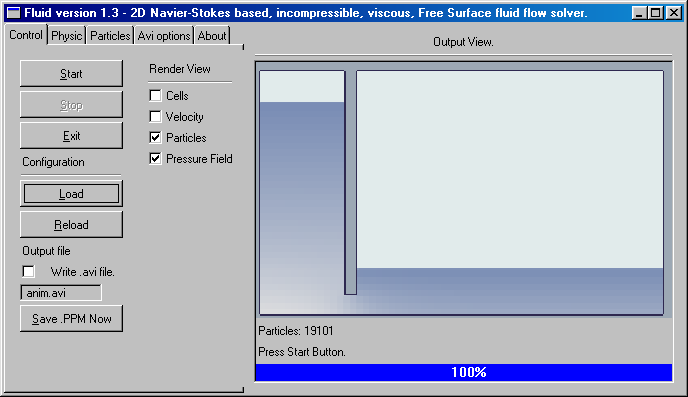 Fluid version 1.3 - 2D Navier-Stokes based, incompressible, viscous, Free Surface fluid flow solver.
Control Physic Particles Avi options About
Output View.
Start
Stop
Exit
Configuration
Load
Reload
Output file
Write .avi file.
anim.avi
Save .PPM Now
Render View
Cells
Velocity
Particles
Pressure Field
Particles: 19101
Press Start Button.
100%